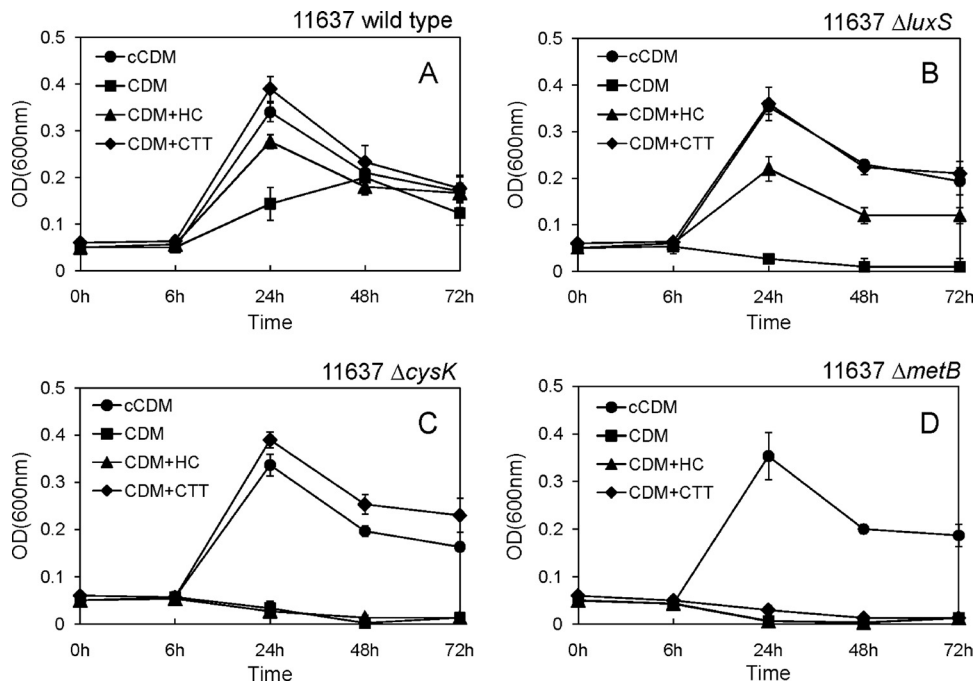 11637 wild type
0.5
0.4
0.3
0.2
0.1
0
OD(600nm)
cCDM
CDM
CDM+HC
CDM+CTT
A
0h 6h 24h 48h 72h
Time
11637 ΔluxS
0.5
0.4
0.3
0.2
0.1
0
OD(600nm)
cCDM
CDM
CDM+HC
CDM+CTT
B
0h 6h 24h 48h 72h
Time
11637 ΔcysK
0.5
0.4
0.3
0.2
0.1
0
OD(600nm)
cCDM
CDM
CDM+HC
CDM+CTT
C
0h 6h 24h 48h 72h
Time
11637 ΔmetB
0.5
0.4
0.3
0.2
0.1
0
OD(600nm)
cCDM
CDM
CDM+HC
CDM+CTT
D
0h 6h 24h 48h 72h
Time